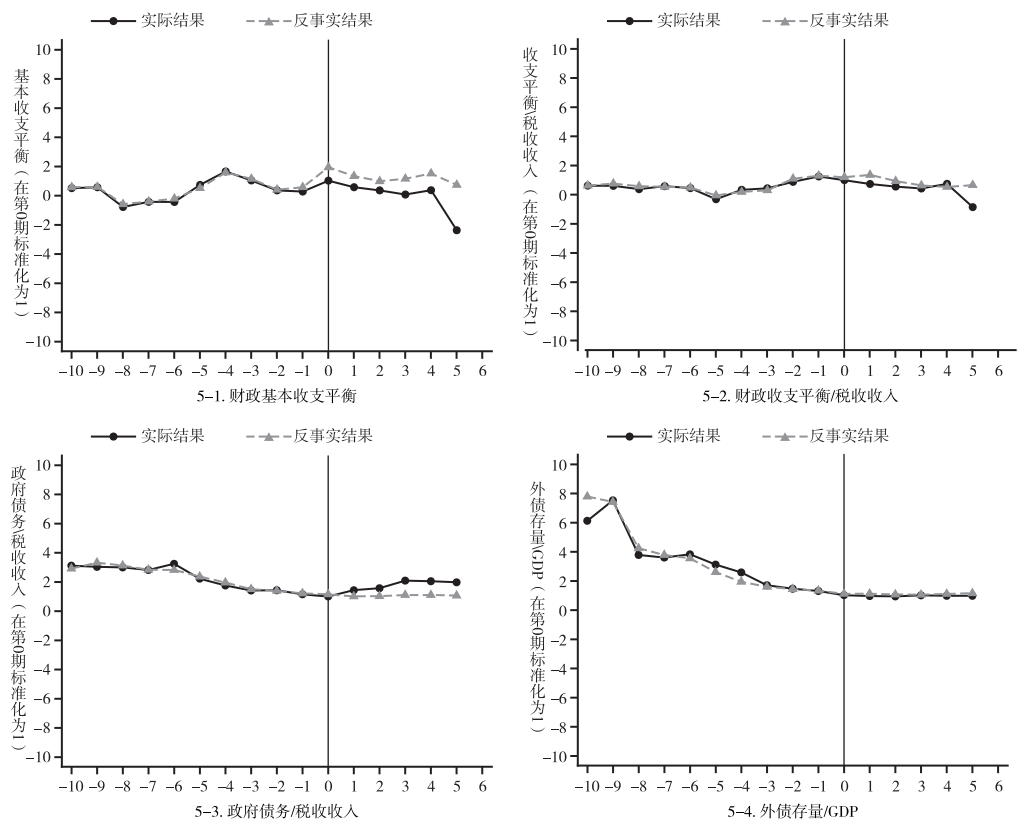 实际结果 反事实结果
基本收支平衡（在第0期标准化为1）
10
8
6
4
2
0
−2
−4
−6
−8
−10
−10 −9 −8 −7 −6 −5 −4 −3 −2 −1 0 1 2 3 4 5 6
5−1. 财政基本收支平衡
实际结果 反事实结果
收支平衡\税收收入（在第0期标准化为1）
10
8
6
4
2
0
−2
−4
−6
−8
−10
−10 −9 −8 −7 −6 −5 −4 −3 −2 −1 0 1 2 3 4 5 6
5−2. 财政收支平衡/税收收入
实际结果 反事实结果
政府债务\税收收入（在第0期标准化为1）
10
8
6
4
2
0
−2
−4
−6
−8
−10
−10 −9 −8 −7 −6 −5 −4 −3 −2 −1 0 1 2 3 4 5 6
5−3. 政府债务/税收收入
实际结果 反事实结果
外债存量\GDP（在第0期标准化为1）
10
8
6
4
2
0
−2
−4
−6
−8
−10
−10 −9 −8 −7 −6 −5 −4 −3 −2 −1 0 1 2 3 4 5 6
5−4. 外债存量/GDP